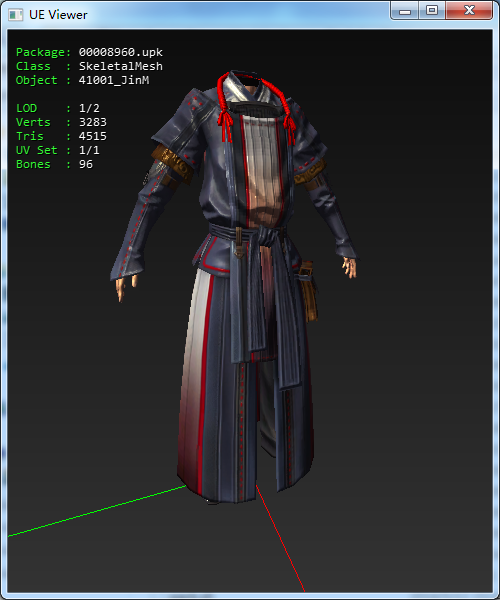 UE Viewer
Package: 00008960.upk
Class : SkeletalMesh
Object : 41001_JinM
LOD : 1/2
Verts : 3283
Tris : 4515
UV Set : 1/1
Bones : 96